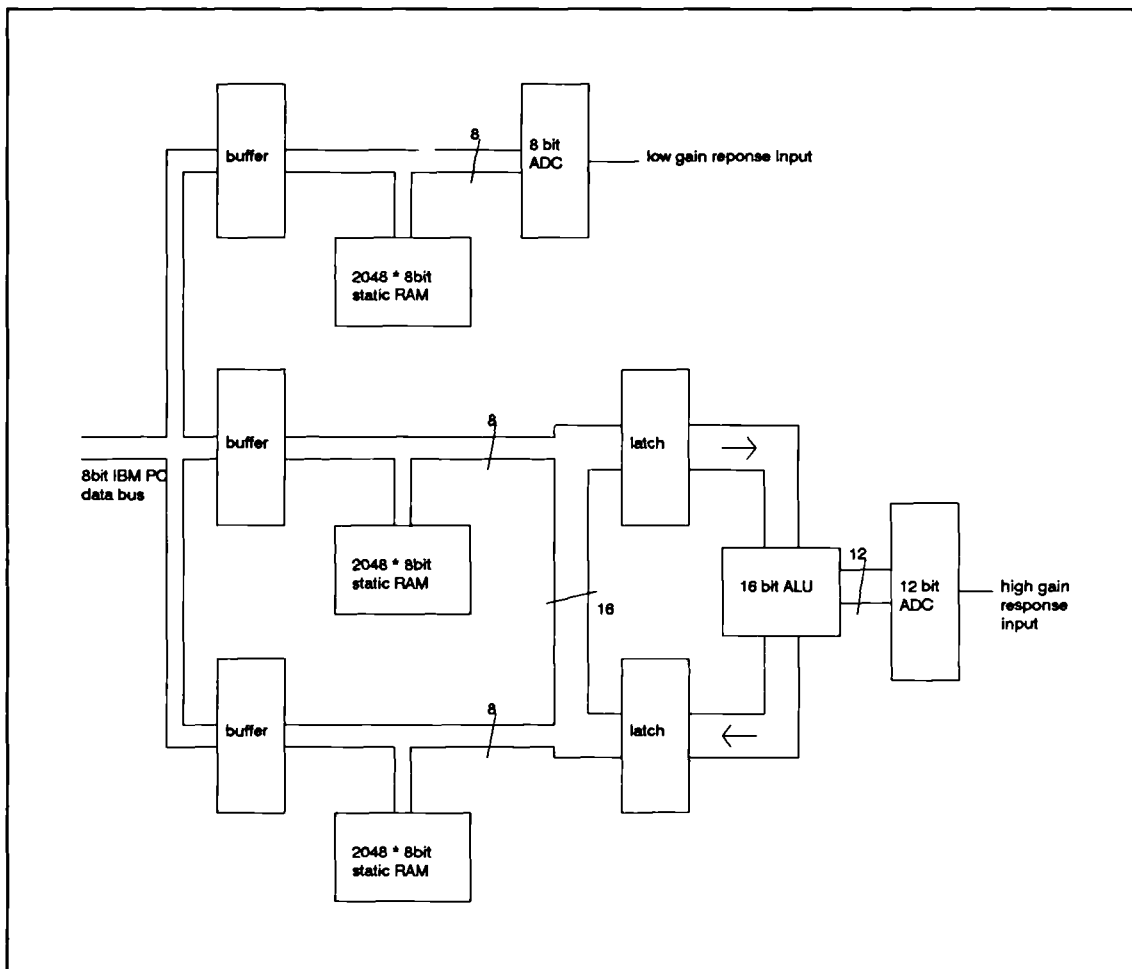 buffer
8
8 bit
ADC
low gain reponse input
2048 * 8bit
static RAM
8bit IBM PC
data bus
buffer
8
latch
2048 * 8bit
static RAM
16
16 bit ALU
12
12 bit
ADC
high gain
response
input
buffer
8
latch
2048 * 8bit
static RAM